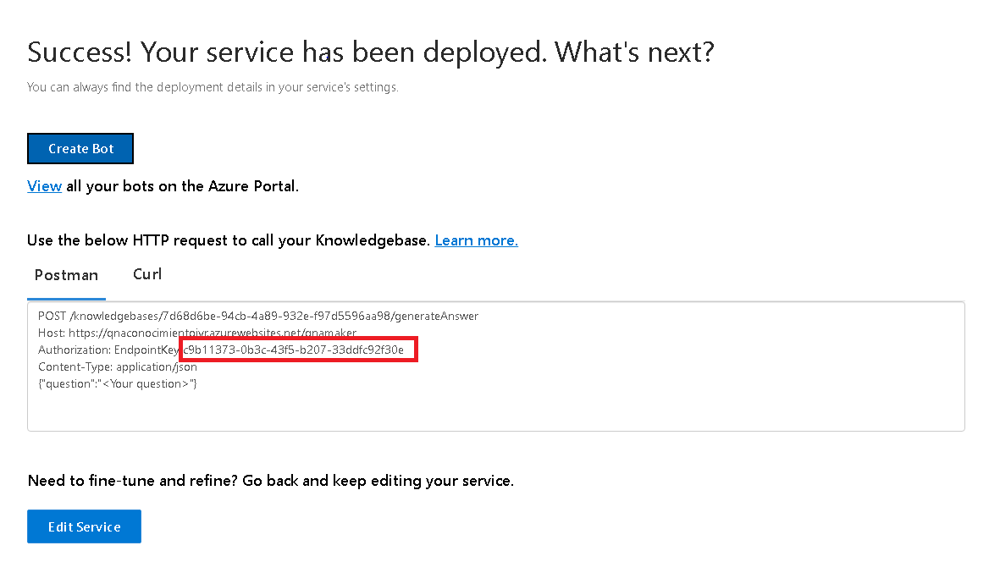 Success! Your service has been deployed. What's next?
You can always find the deployment details in your service's settings.
Create Bot
View all your bots on the Azure Portal.
Use the below HTTP request to call your Knowledgebase. Learn more.
Postman Curl
POST /knowledgebases/7d68d6be-94cb-4a89-932e-f97d5596aa98/generateAnswer
Host: https://qnaconocimientoivr.azurewebsites.net/qnamaker
Authorization: EndpointKey c9b11373-0b3c-43f5-b207-33ddfc92f30e
Content-Type: application/json
{"question":"<Your question>"}
Need to fine-tune and refine? Go back and keep editing your service.
Edit Service